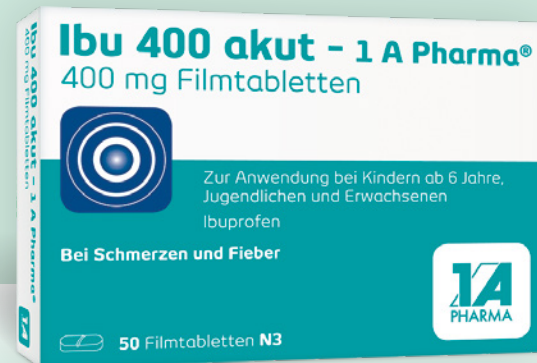 Ibu 400 akut - 1 A Pharma®
400 mg Filmtabletten
Zur Anwendung bei Kindern ab 6 Jahre,
Jugendlichen und Erwachsenen
Ibuprofen
Bei Schmerzen und Fieber
1A
PHARMA
50 Filmtabletten N3
Ibu 400 akut - 1 A Pharma®
400 mg Filmtabletten
1A